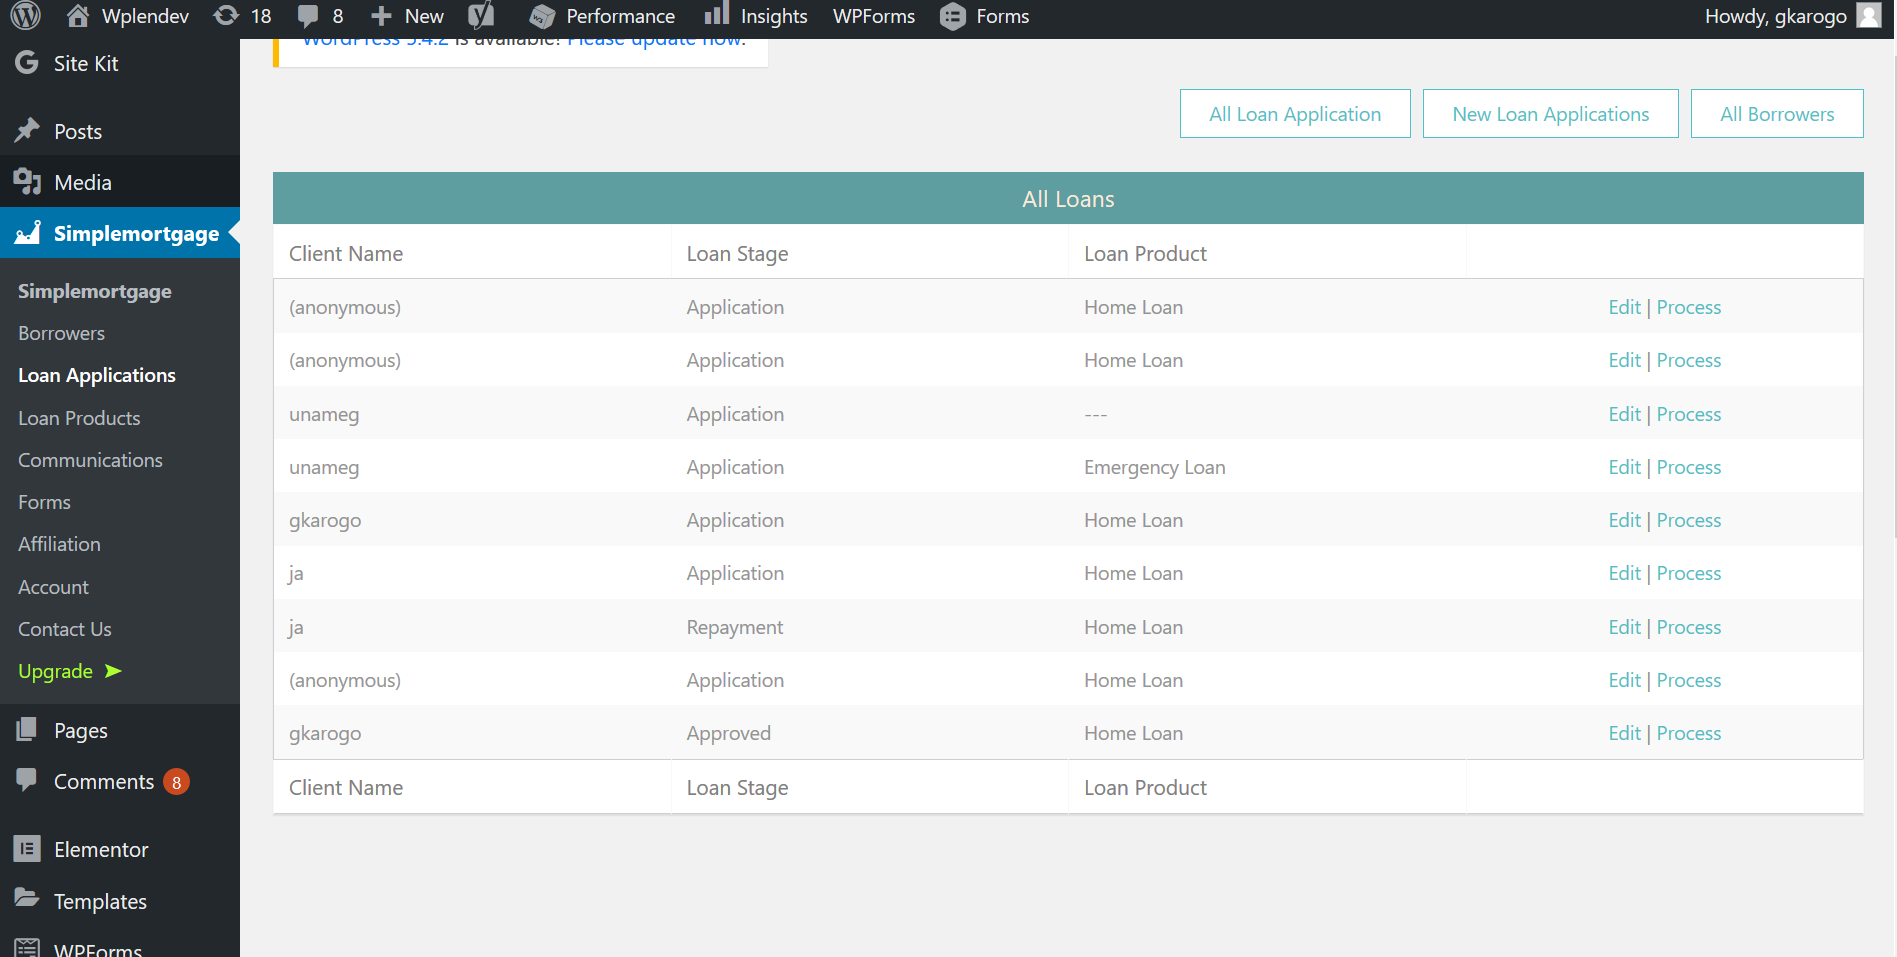 Wplendev 18 8 New Performance Insights WPForms Forms Howdy, gkarogo
WordPress 5.4.2 is available! Please update now.
Site Kit
Posts
Media
Simplemortgage
Simplemortgage
Borrowers
Loan Applications
Loan Products
Communications
Forms
Affiliation
Account
Contact Us
Upgrade ➤
Pages
Comments 8
Elementor
Templates
WPForms
All Loan Application New Loan Applications All Borrowers
All Loans
Client Name Loan Stage Loan Product
(anonymous) Application Home Loan Edit | Process
(anonymous) Application Home Loan Edit | Process
unameg Application --- Edit | Process
unameg Application Emergency Loan Edit | Process
gkarogo Application Home Loan Edit | Process
ja Application Home Loan Edit | Process
ja Repayment Home Loan Edit | Process
(anonymous) Application Home Loan Edit | Process
gkarogo Approved Home Loan Edit | Process
Client Name Loan Stage Loan Product